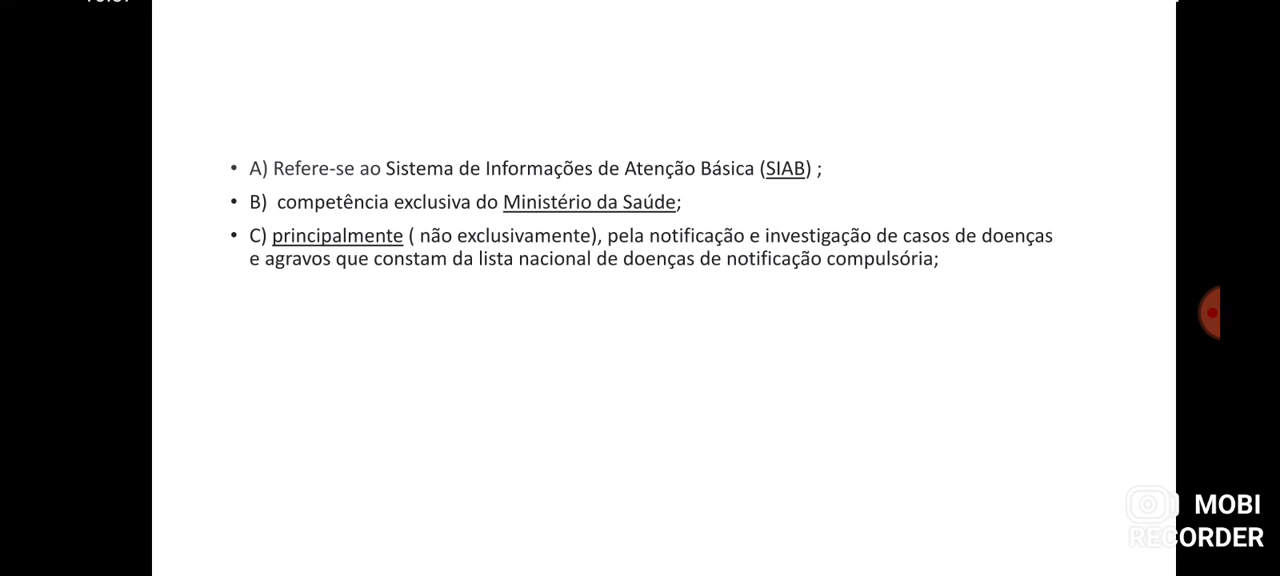 • A) Refere-se ao Sistema de Informações de Atenção Básica (SIAB) ;
• B) competência exclusiva do Ministério da Saúde;
• C) principalmente ( não exclusivamente), pela notificação e investigação de casos de doenças
e agravos que constam da lista nacional de doenças de notificação compulsória;
MOBI
RECORDER